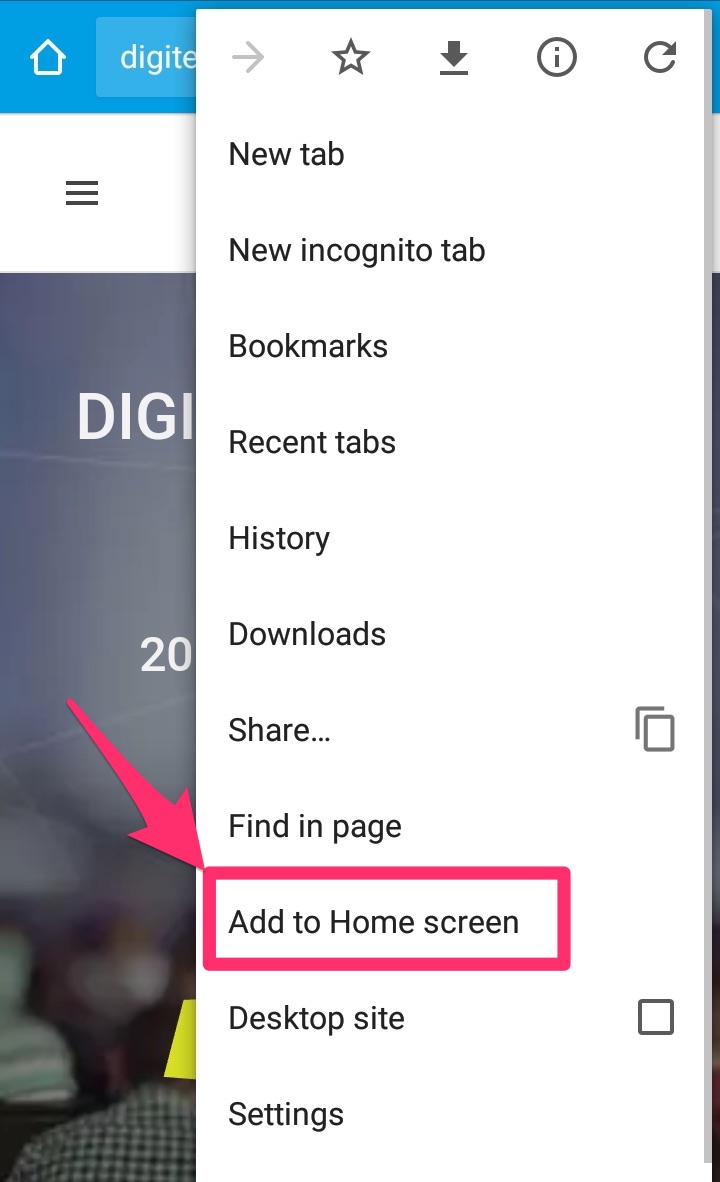 digite
New tab
New incognito tab
Bookmarks
DIGI
Recent tabs
History
Downloads
20
Share...
Find in page
Add to Home screen
Desktop site
Settings